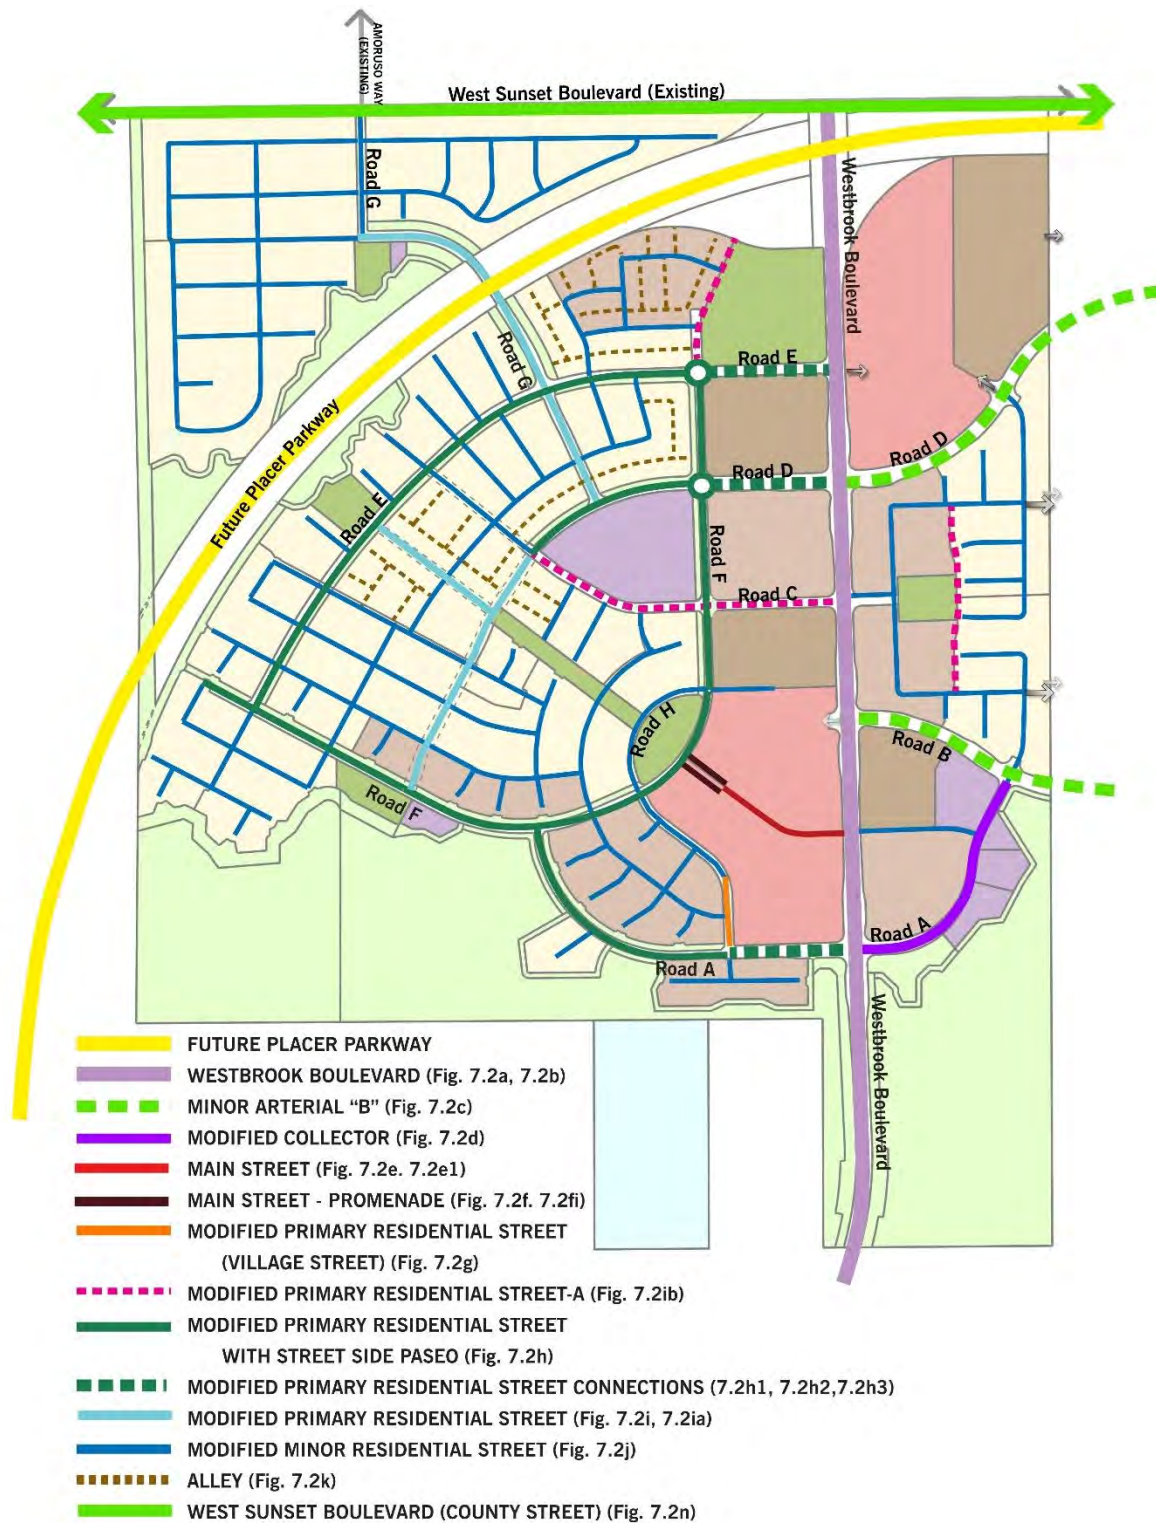 AMORUSO WAY
(EXISTING)
West Sunset Boulevard (Existing)
Road G
Westbrook Boulevard
Road E
Road G
Road D
Road D
Future Placer Parkway
Road E
Road F
Road C
Road H
Road B
Road F
Road A
Road A
Westbrook Boulevard
FUTURE PLACER PARKWAY
WESTBROOK BOULEVARD (Fig. 7.2a, 7.2b)
MINOR ARTERIAL “B” (Fig. 7.2c)
MODIFIED COLLECTOR (Fig. 7.2d)
MAIN STREET (Fig. 7.2e. 7.2e1)
MAIN STREET - PROMENADE (Fig. 7.2f. 7.2fi)
MODIFIED PRIMARY RESIDENTIAL STREET
(VILLAGE STREET) (Fig. 7.2g)
MODIFIED PRIMARY RESIDENTIAL STREET-A (Fig. 7.2ib)
MODIFIED PRIMARY RESIDENTIAL STREET
WITH STREET SIDE PASEO (Fig. 7.2h)
MODIFIED PRIMARY RESIDENTIAL STREET CONNECTIONS (7.2h1, 7.2h2,7.2h3)
MODIFIED PRIMARY RESIDENTIAL STREET (Fig. 7.2i, 7.2ia)
MODIFIED MINOR RESIDENTIAL STREET (Fig. 7.2j)
ALLEY (Fig. 7.2k)
WEST SUNSET BOULEVARD (COUNTY STREET) (Fig. 7.2n)